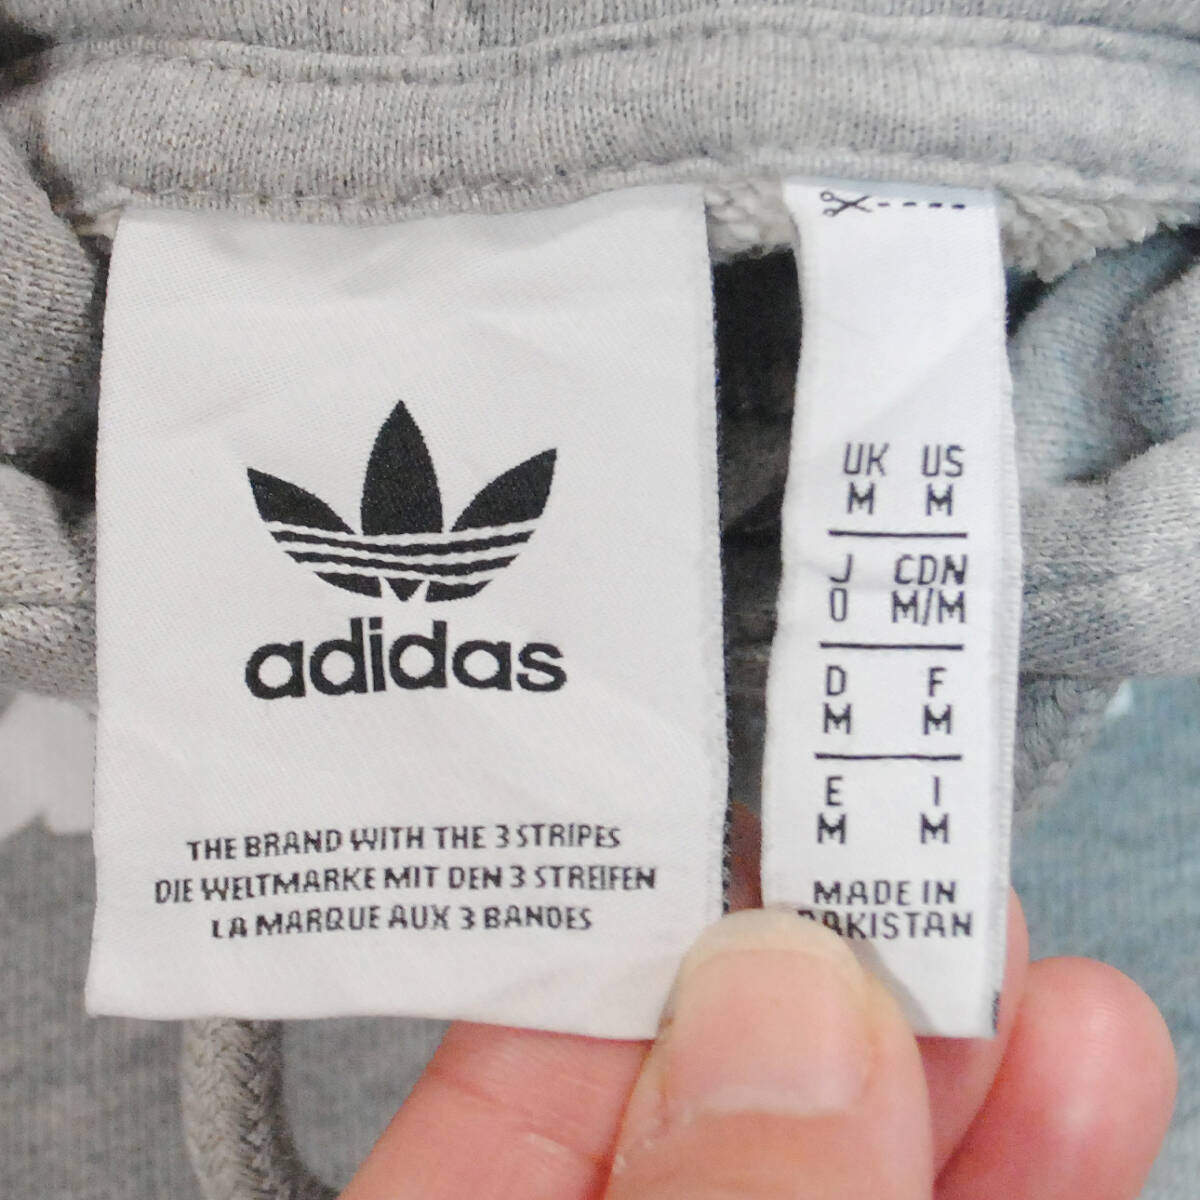 adidas
THE BRAND WITH THE 3 STRIPES
DIE WELTMARKE MIT DEN 3 STREIFEN
LA MARQUE AUX 3 BANDES
UK US
M M
J CDN
O M/M
D F
M M
E I
M M
MADE IN
PAKISTAN